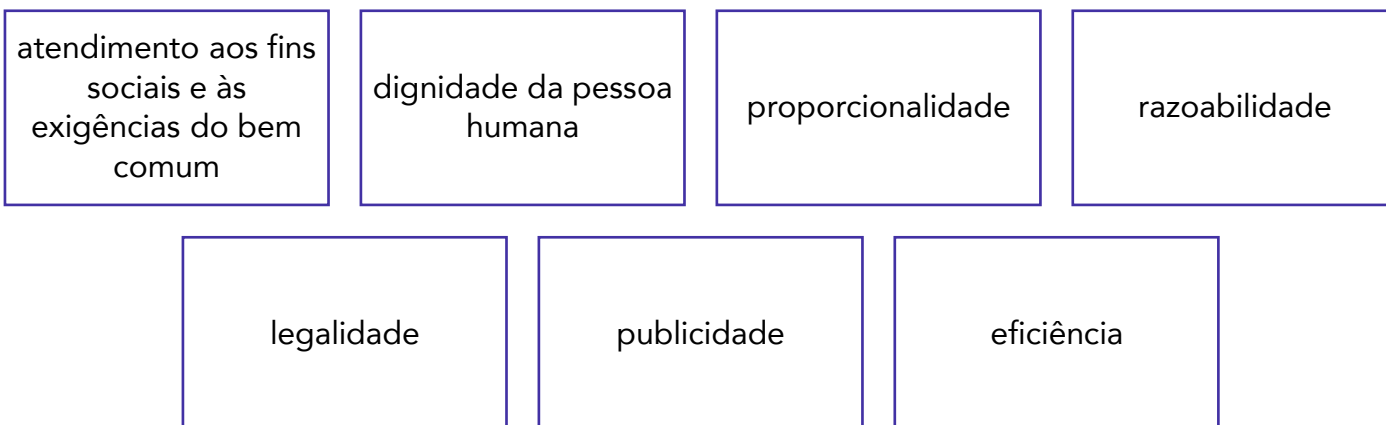 atendimento aos fins
sociais e às
exigências do bem
comum
dignidade da pessoa
humana
proporcionalidade
razoabilidade
legalidade
publicidade
eficiência